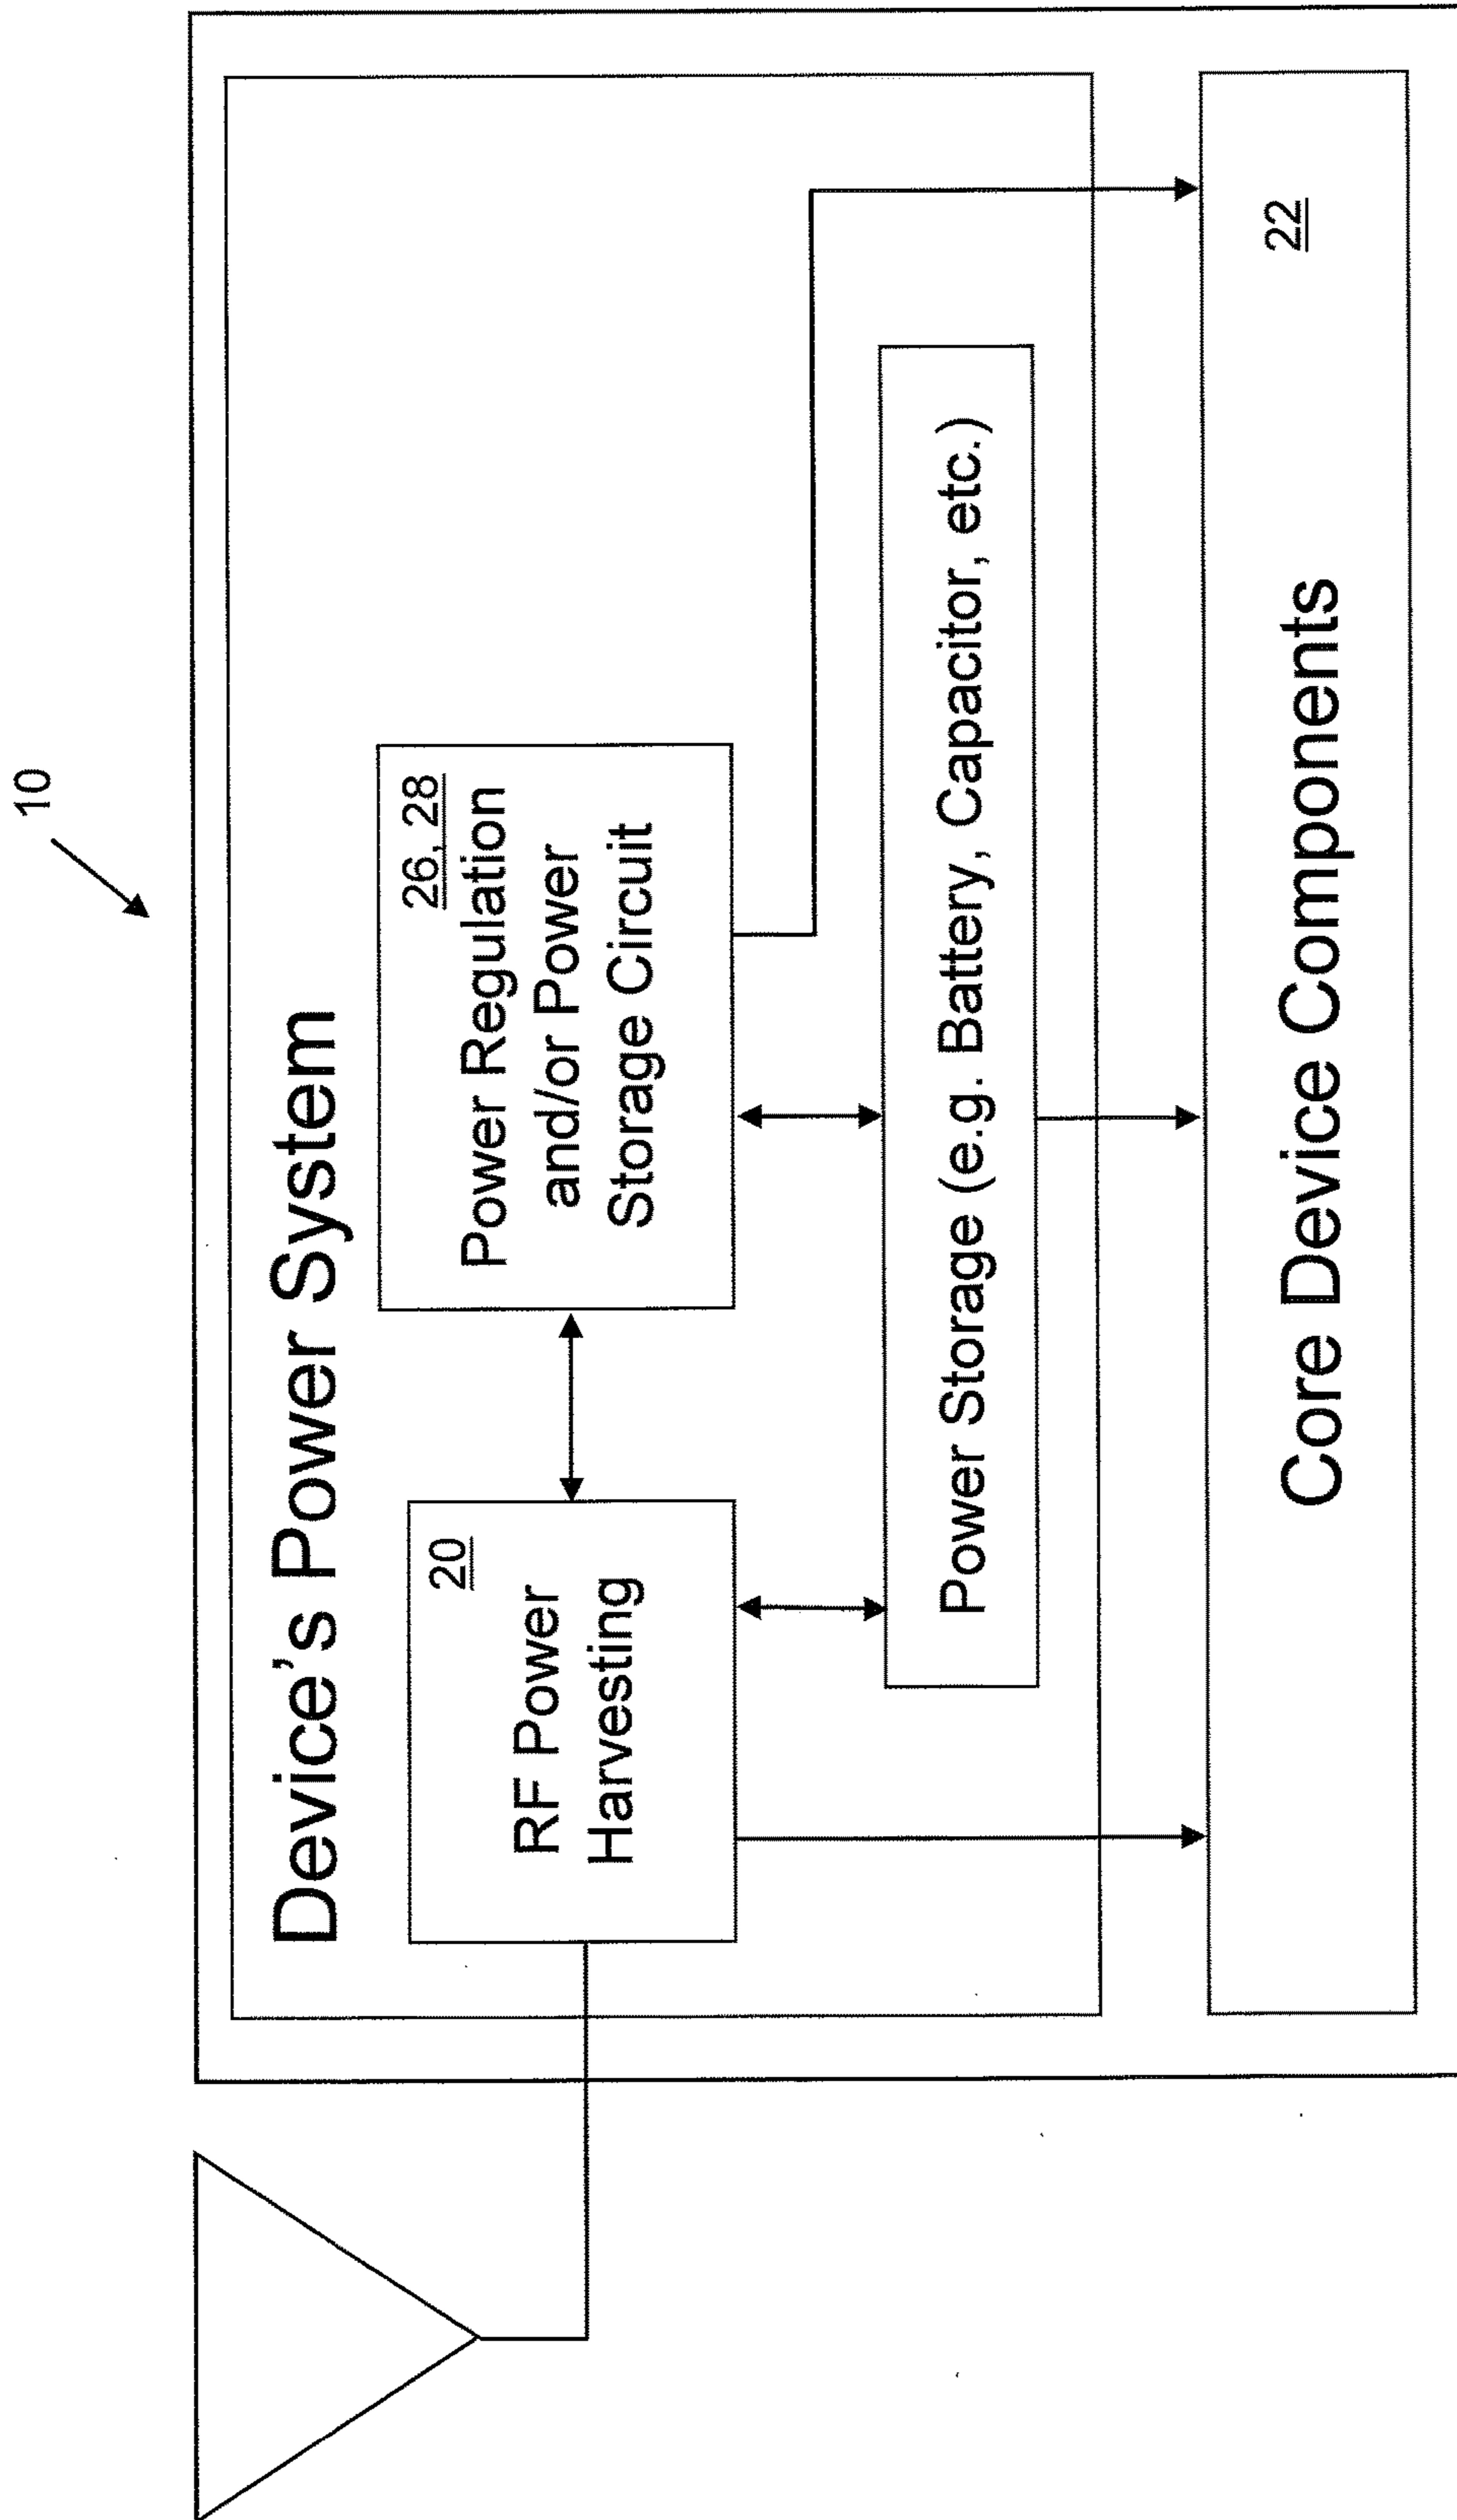 10
Device's Power System
20
RF Power
Harvesting
26, 28
Power Regulation
and/or Power
Storage Circuit
Power Storage (e.g. Battery, Capacitor, etc.)
22
Core Device Components